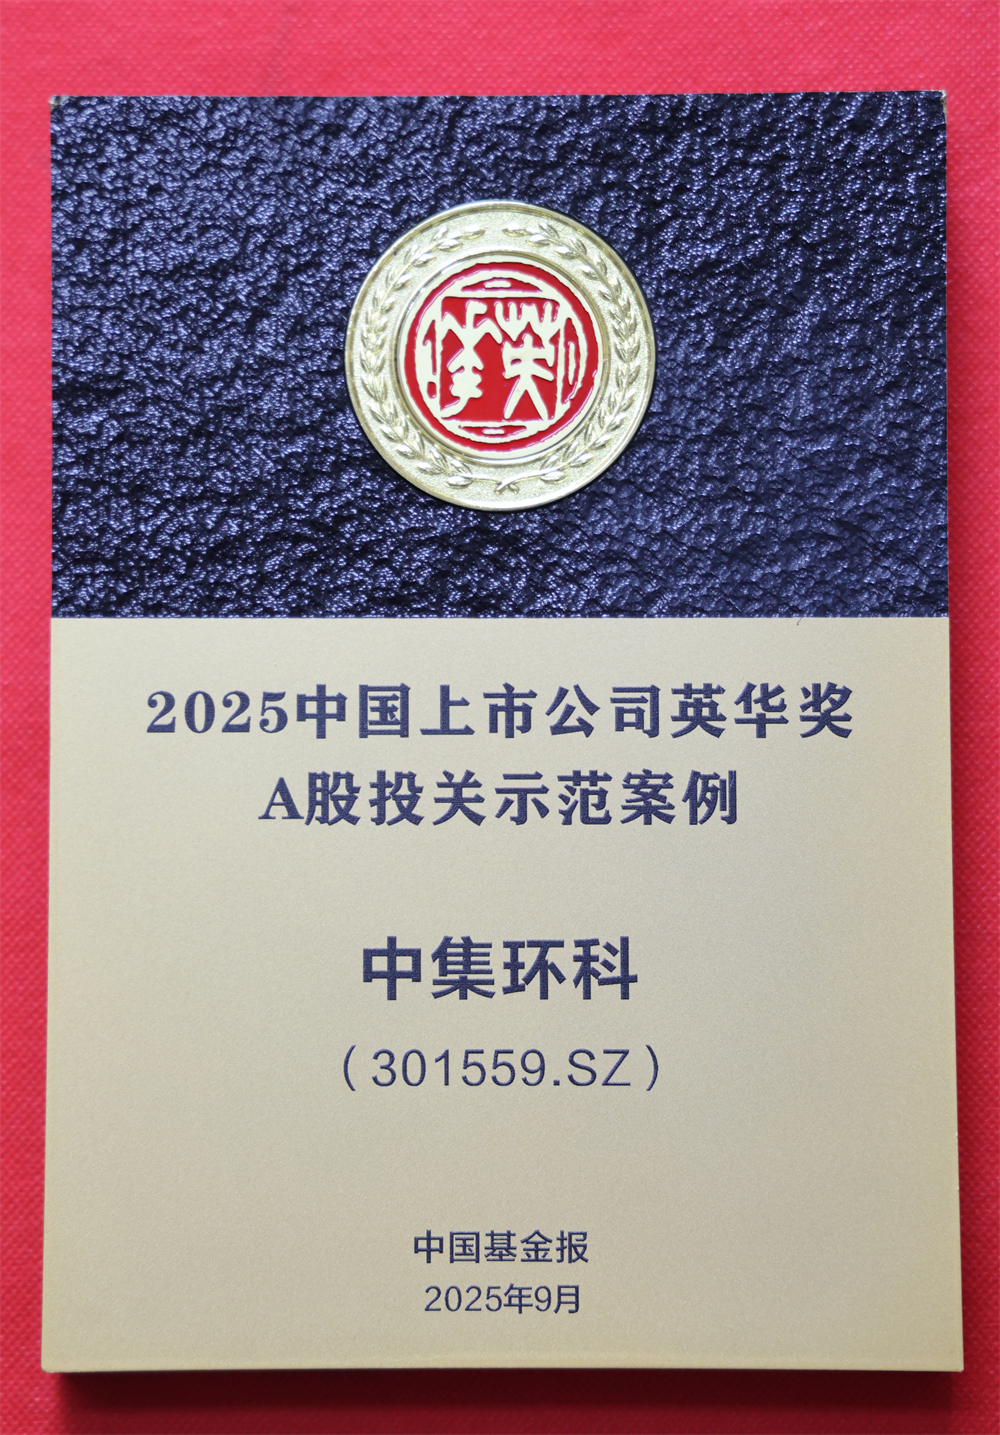 英华
2025中国上市公司英华奖
A股投关示范案例
中集环科
（301559.SZ）
中国基金报
2025年9月